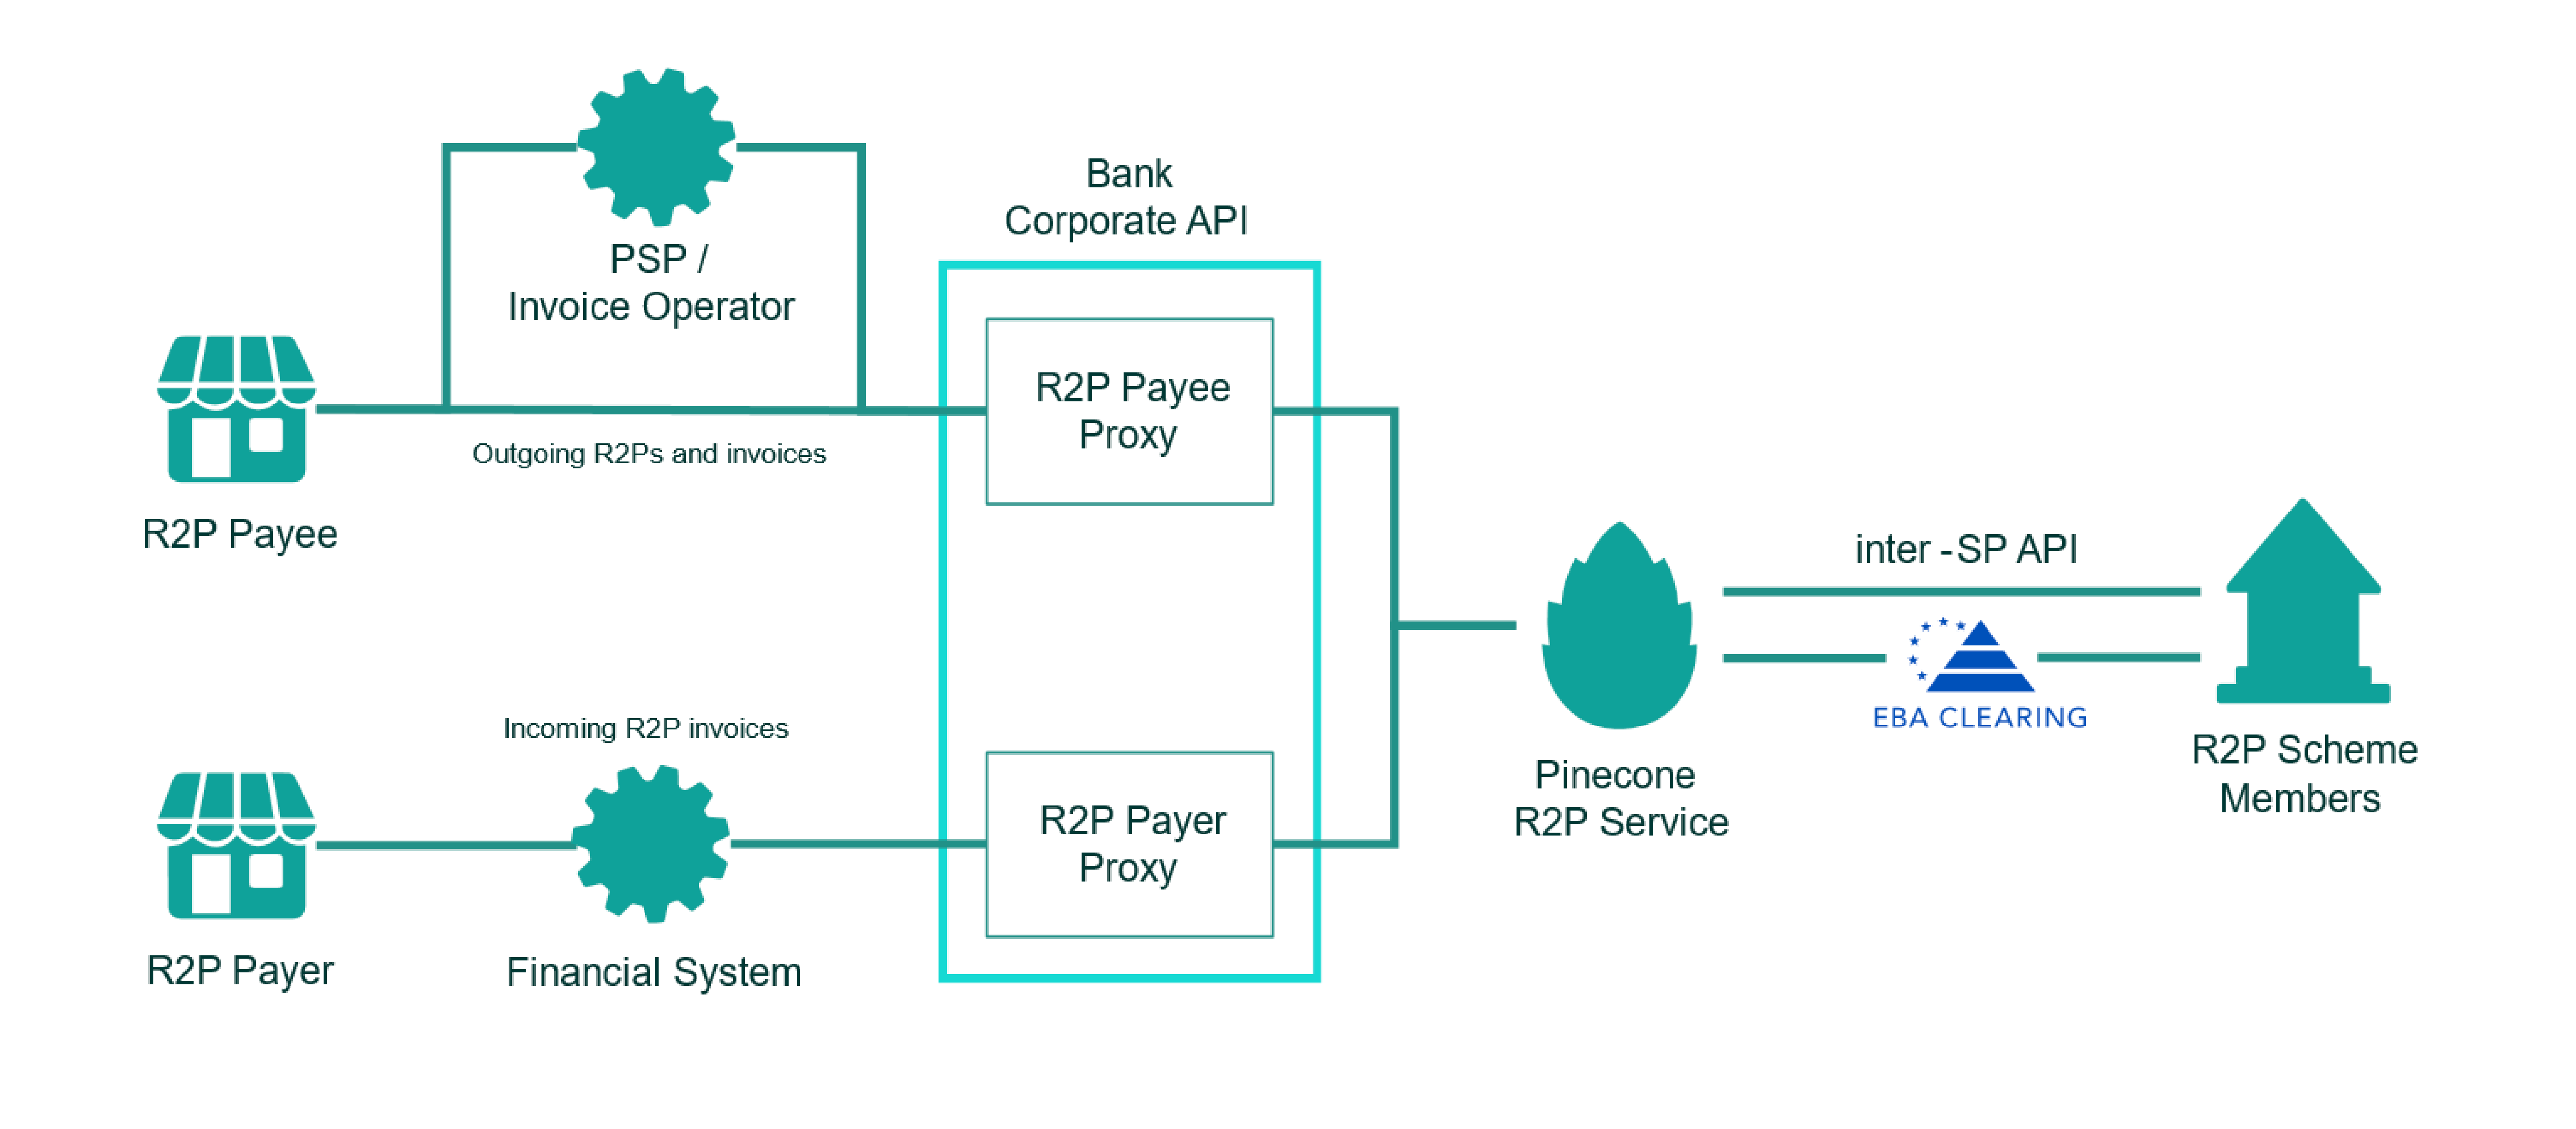 PSP /
Invoice Operator
Bank
Corporate API
R2P Payee
Proxy
Outgoing R2Ps and invoices
R2P Payee
inter -SP API
EBA CLEARING
Pinecone
R2P Service
R2P Scheme
Members
Incoming R2P invoices
R2P Payer
Proxy
R2P Payer
Financial System